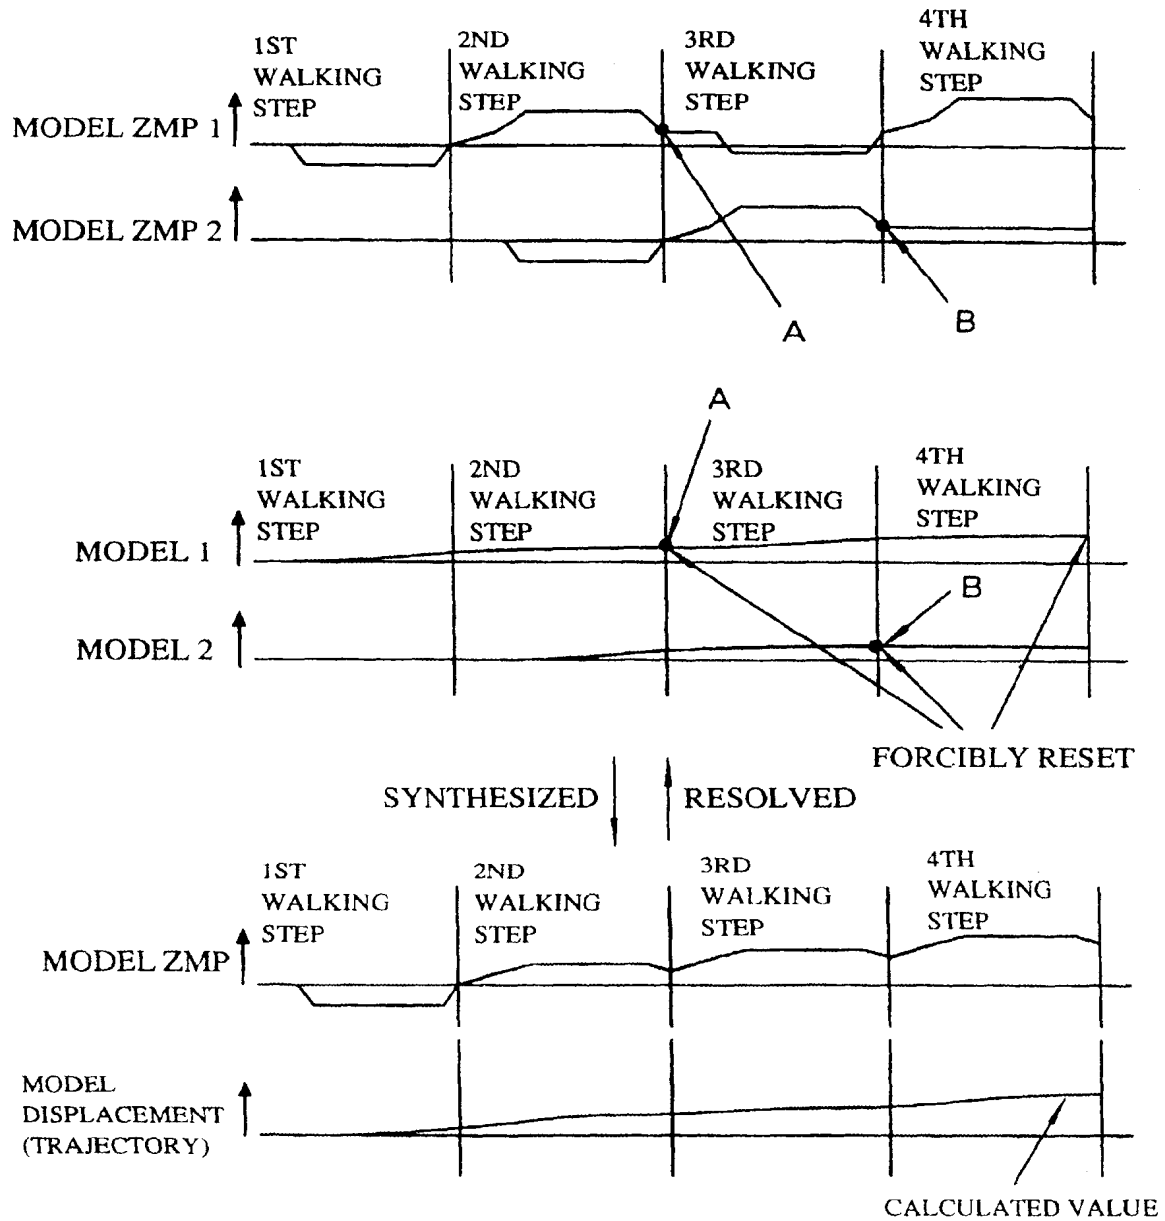 1ST
WALKING
STEP
2ND
WALKING
STEP
3RD
WALKING
STEP
4TH
WALKING
STEP
MODEL ZMP 1
MODEL ZMP 2
A
B
A
1ST
WALKING
STEP
2ND
WALKING
STEP
3RD
WALKING
STEP
4TH
WALKING
STEP
MODEL 1
B
MODEL 2
FORCIBLY RESET
SYNTHESIZED
RESOLVED
1ST
WALKING
STEP
2ND
WALKING
STEP
3RD
WALKING
STEP
4TH
WALKING
STEP
MODEL ZMP
MODEL
DISPLACEMENT
(TRAJECTORY)
CALCULATED VALUE